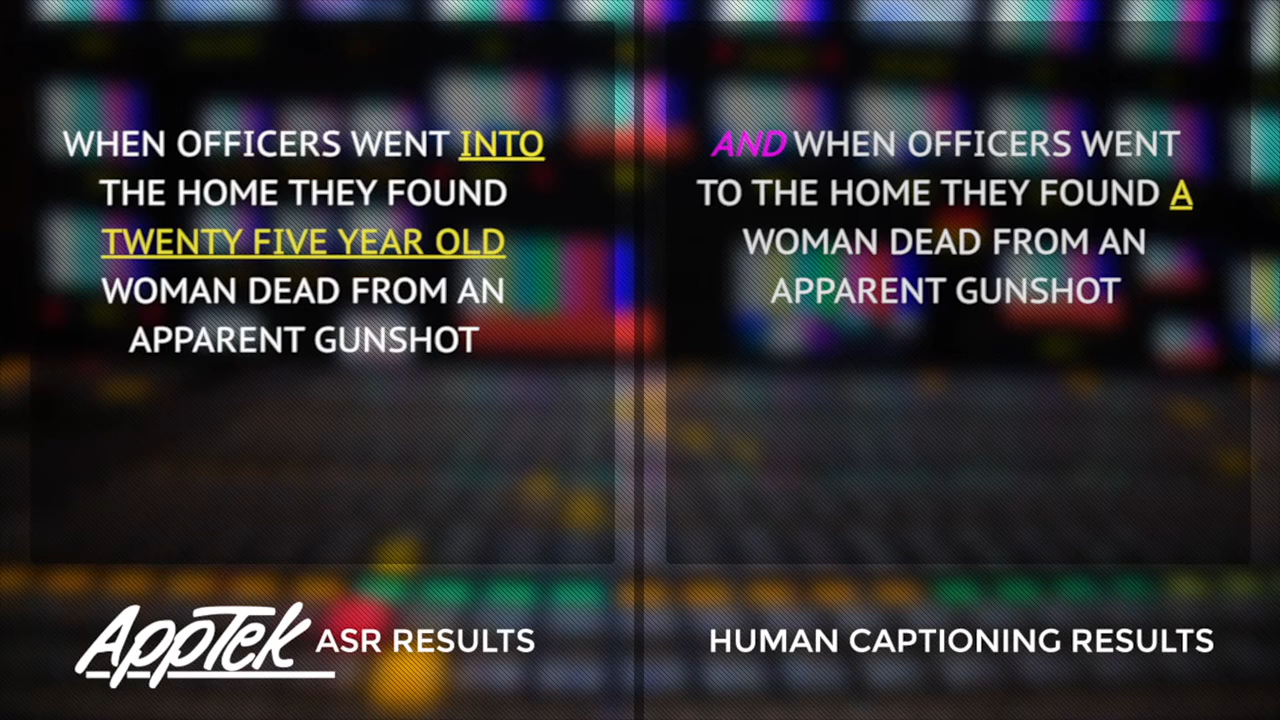 WHEN OFFICERS WENT INTO
THE HOME THEY FOUND
TWENTY FIVE YEAR OLD
WOMAN DEAD FROM AN
APPARENT GUNSHOT
AND WHEN OFFICERS WENT
TO THE HOME THEY FOUND A
WOMAN DEAD FROM AN
APPARENT GUNSHOT
AppTek ASR RESULTS
HUMAN CAPTIONING RESULTS